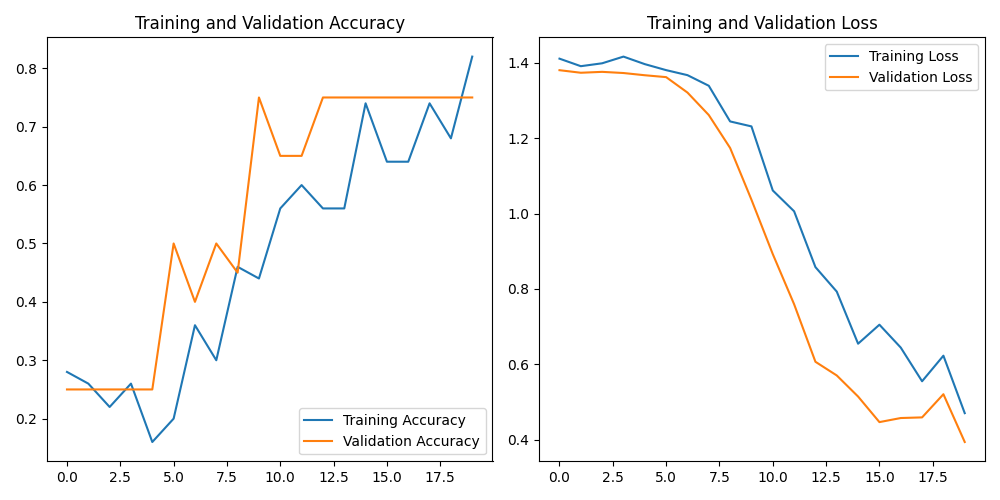 Training and Validation Accuracy
0.8
0.7
0.6
0.5
0.4
0.3
0.2
Training Accuracy
Validation Accuracy
0.0 2.5 5.0 7.5 10.0 12.5 15.0 17.5
Training and Validation Loss
1.4
1.2
1.0
0.8
0.6
0.4
Training Loss
Validation Loss
0.0 2.5 5.0 7.5 10.0 12.5 15.0 17.5